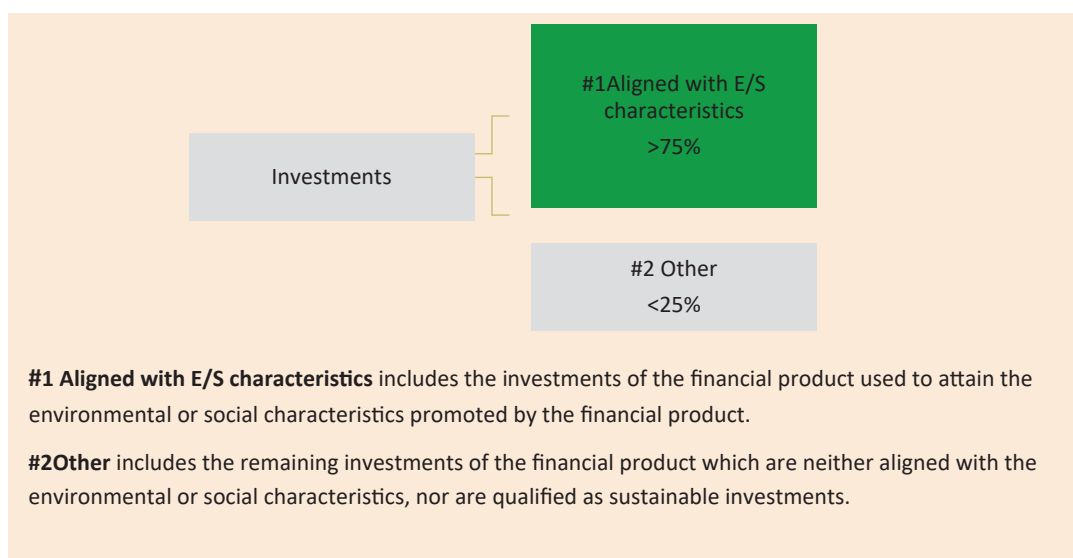 #1Aligned with E/S
characteristics
>75%
Investments
#2 Other
<25%
#1 Aligned with E/S characteristics includes the investments of the financial product used to attain the
environmental or social characteristics promoted by the financial product.
#2Other includes the remaining investments of the financial product which are neither aligned with the
environmental or social characteristics, nor are qualified as sustainable investments.